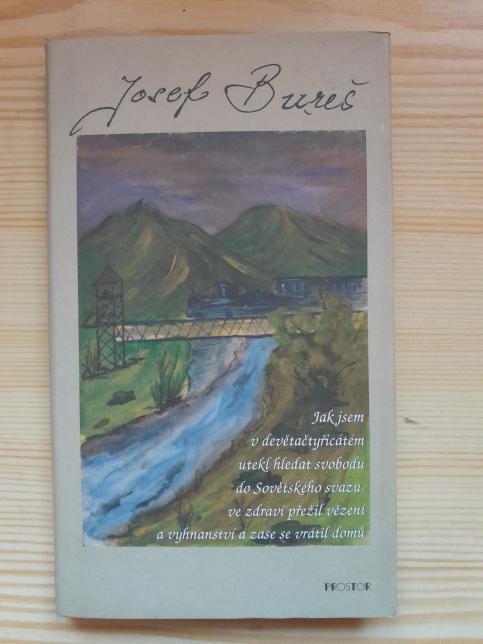 Josef Bureš
Jak jsem
v devětačtyřicátém
utekl hledat svobodu
do Sovětského svazu,
ve zdraví přežil vězení
a vyhnanství a zase se vrátil domů
PROSTOR